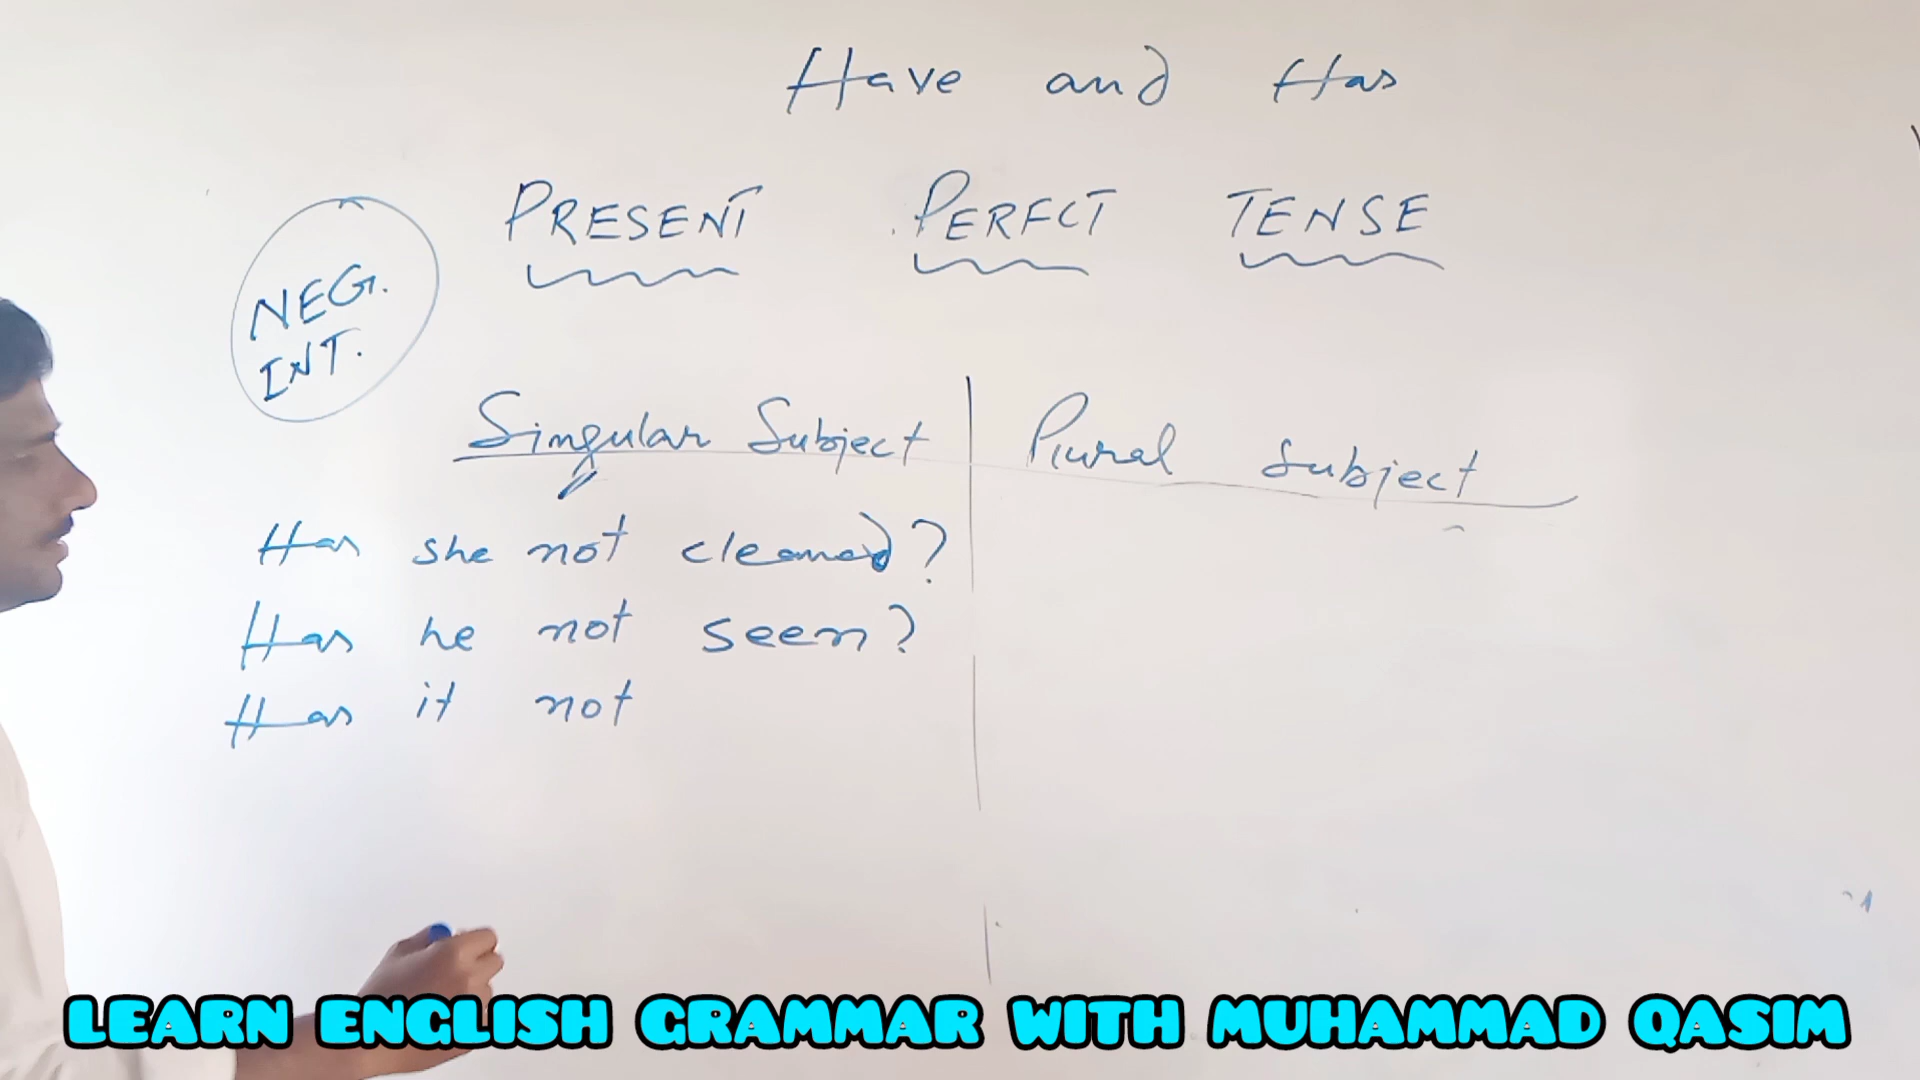 Have and Has
PRESENT PERFCT TENSE
NEG.
INT.
Singular Subject
Plural Subject
Has she not cleaned?
Has he not seen?
Has it not
LEARN ENGLISH GRAMMAR WITH MUHAMMAD QASIM